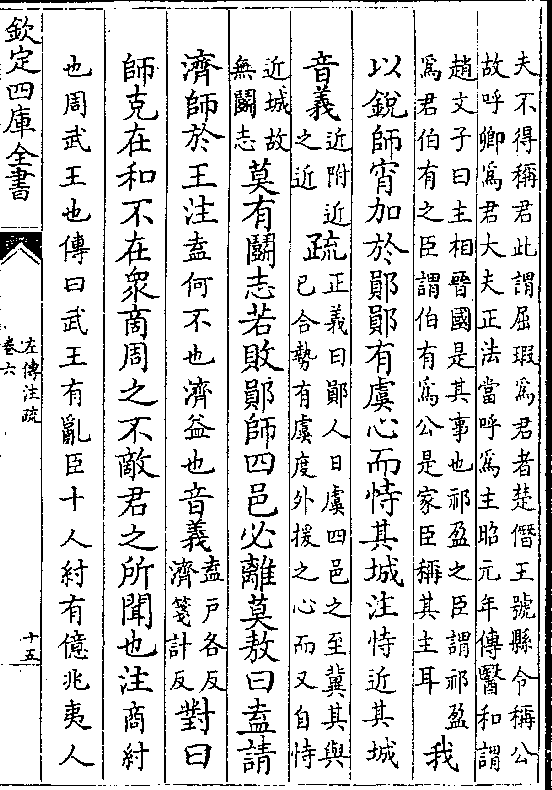 夫不得稱君此謂屈瑕爲君者楚僭王號縣令稱公
故呼卿爲君大夫正法當呼爲主昭元年傳醫和謂
趙文子曰主相晉國是其事也祁盈之臣謂祁盈
爲君伯有之臣謂伯有爲公是家臣稱其主耳
我
以銳師宵加於鄖鄖有虞心而恃其城注恃近其城
音義
近附近
之近
疏
正義曰鄖人日虞四邑之至冀其與
已合勢有虞度外援之心而又自恃
近城故
無鬬志
莫有鬬志若敗鄖師四邑必離莫敖曰盍請
濟師於王注盍何不也濟益也音義
盍戸各反
濟箋計反
對曰
師克在和不在衆商周之不敵君之所聞也注商紂
也周武王也傳曰武王有亂臣十人紂有億兆夷人
欽定四庫全書
左傳注疏
卷六
十五